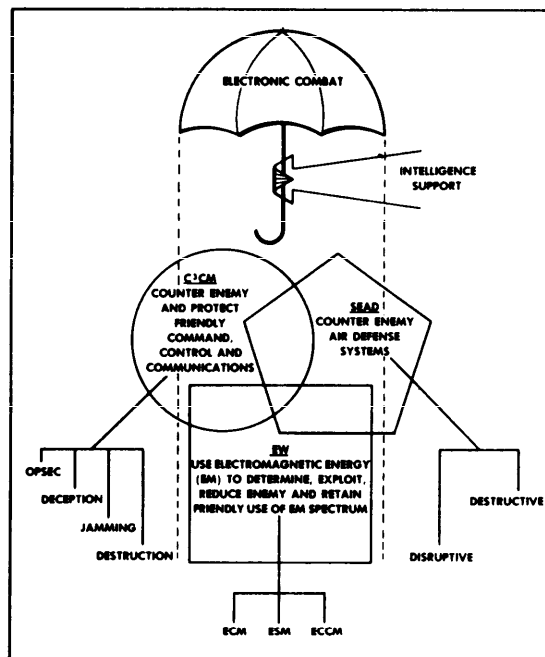 ELECTRONIC COMBAT
INTELLIGENCE
SUPPORT
C³CM
COUNTER ENEMY
AND PROTECT
FRIENDLY
COMMAND,
CONTROL AND
COMMUNICATIONS
SEAD
COUNTER ENEMY
AIR DEFENSE
SYSTEMS
EW
USE ELECTROMAGNETIC ENERGY
(EM) TO DETERMINE, EXPLOIT,
REDUCE ENEMY AND RETAIN
FRIENDLY USE OF EM SPECTRUM
OPSEC
DECEPTION
JAMMING
DESTRUCTION
DESTRUCTIVE
DISRUPTIVE
ECM
ESM
ECCM